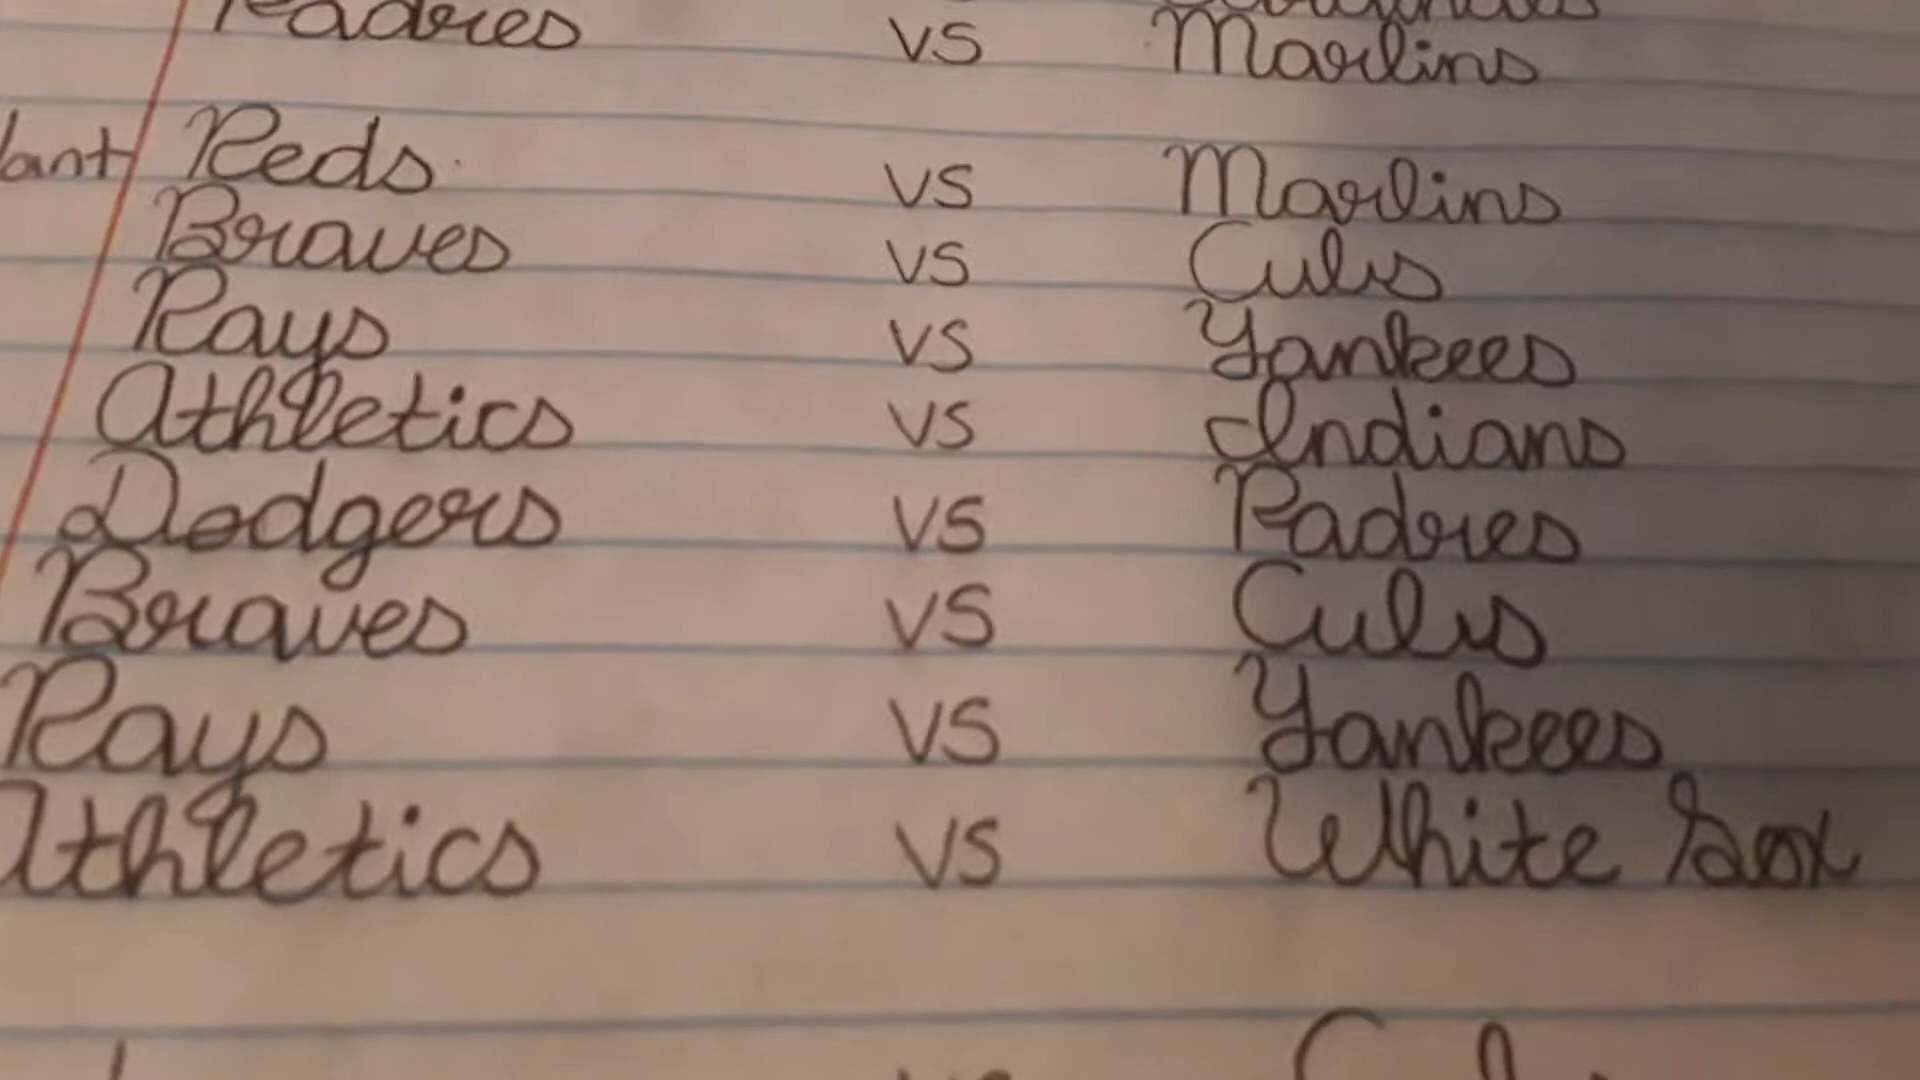 Padres vs Marlins
Reds vs Marlins
Braves vs Cubs
Rays vs Yankees
Athletics vs Indians
Dodgers vs Padres
Braves vs Cubs
Rays vs Yankees
Athletics vs White Sox
vs